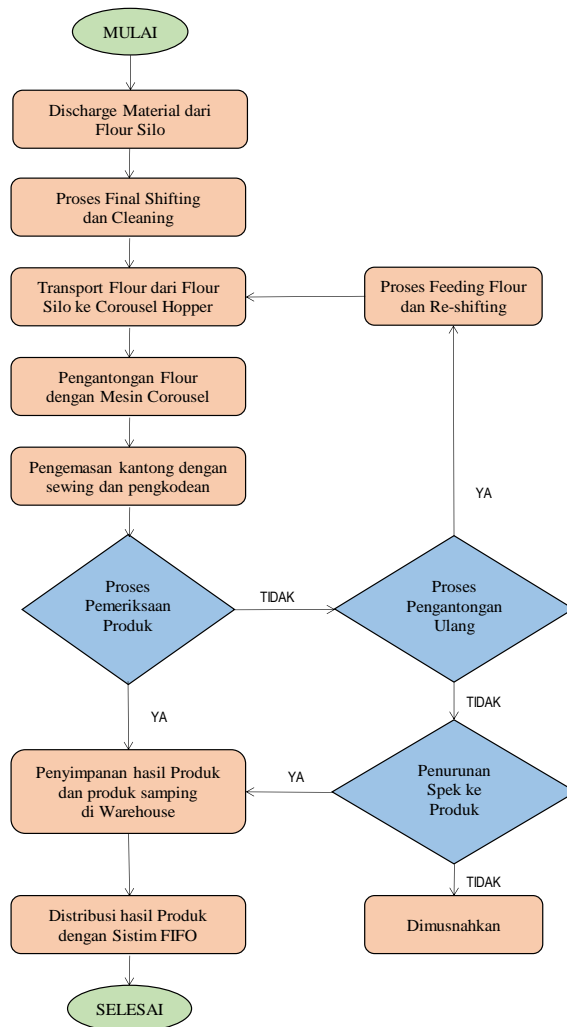 MULAI
Discharge Material dari
Flour Silo
Proses Final Shifting
dan Cleaning
Transport Flour dari Flour
Silo ke Corousel Hopper
Proses Feeding Flour
dan Re-shifting
Pengantongan Flour
dengan Mesin Corousel
Pengemasan kantong dengan
sewing dan pengkodean
YA
Proses
Pemeriksaan
Produk
TIDAK
Proses
Pengantongan
Ulang
YA
TIDAK
Penyimpanan hasil Produk
dan produk samping
di Warehouse
YA
Penurunan
Spek ke
Produk
TIDAK
Distribusi hasil Produk
dengan Sistim FIFO
Dimusnahkan
SELESAI